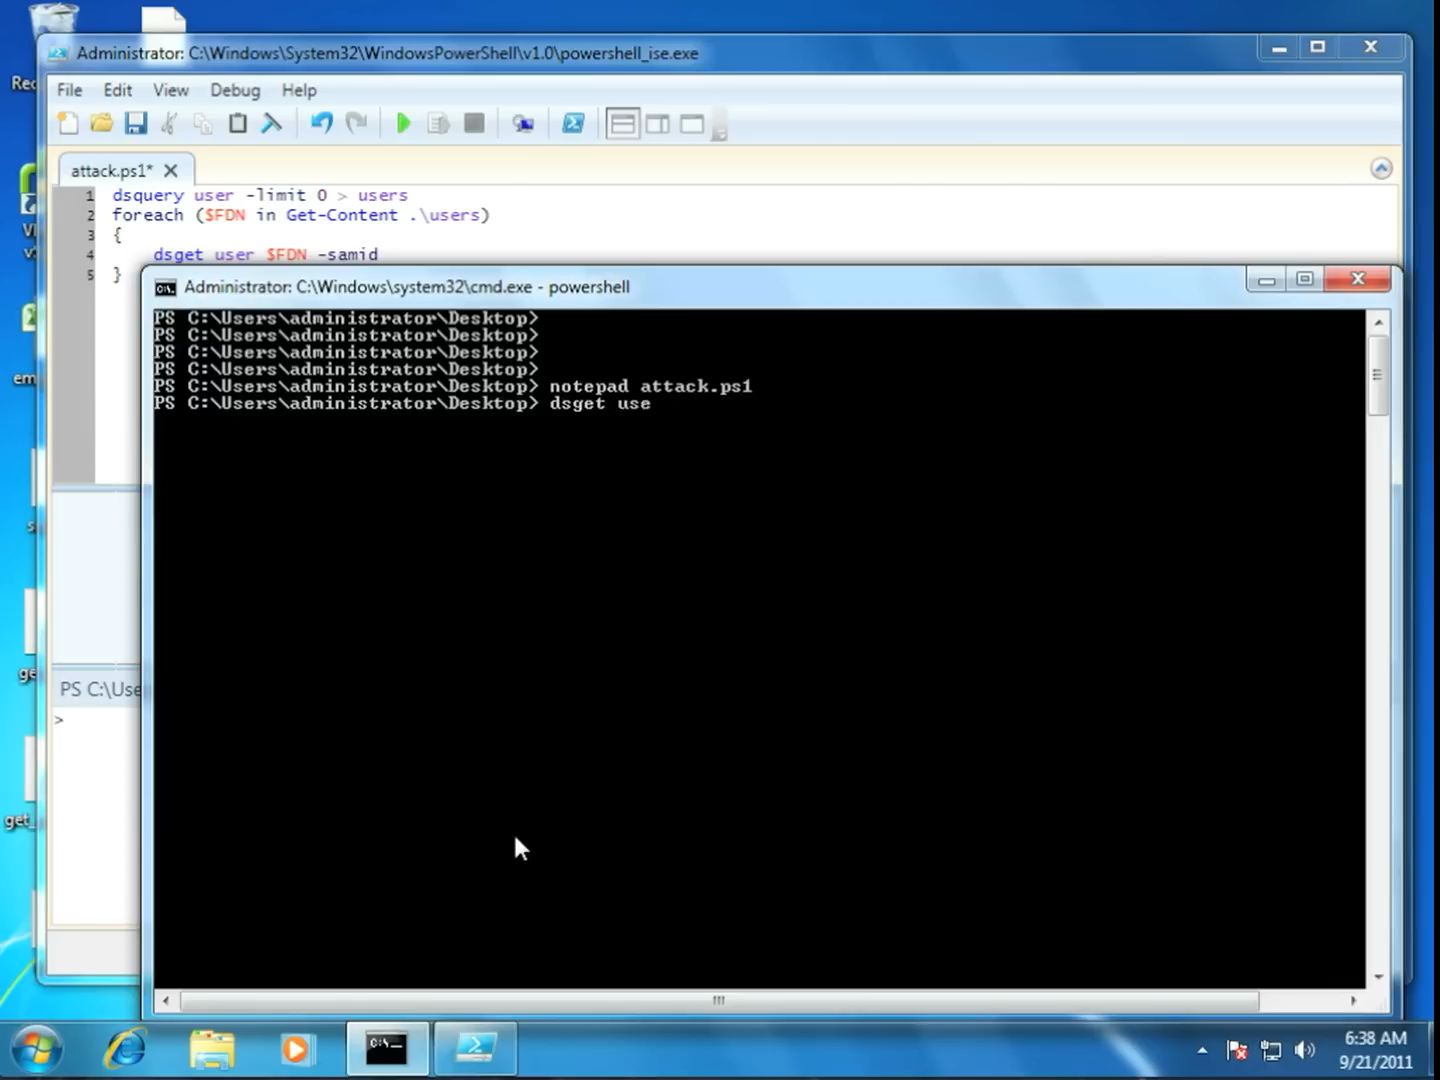 Rec
Administrator: C:\Windows\System32\WindowsPowerShell\v1.0\powershell_ise.exe
File Edit View Debug Help
attack.ps1*
1 dsquery user -limit 0 > users
2 foreach ($FDN in Get-Content .\users)
3 {
4 dsget user $FDN -samid
5 }
Administrator: C:\Windows\system32\cmd.exe - powershell
PS C:\Users\administrator\Desktop>
PS C:\Users\administrator\Desktop>
PS C:\Users\administrator\Desktop>
PS C:\Users\administrator\Desktop>
PS C:\Users\administrator\Desktop> notepad attack.ps1
PS C:\Users\administrator\Desktop> dsget use
em
PS C:\Use
>
get_
6:38 AM
9/21/2011